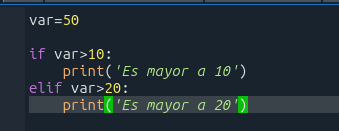 var=50
if var>10:
    print('Es mayor a 10')
elif var>20:
    print('Es mayor a 20')